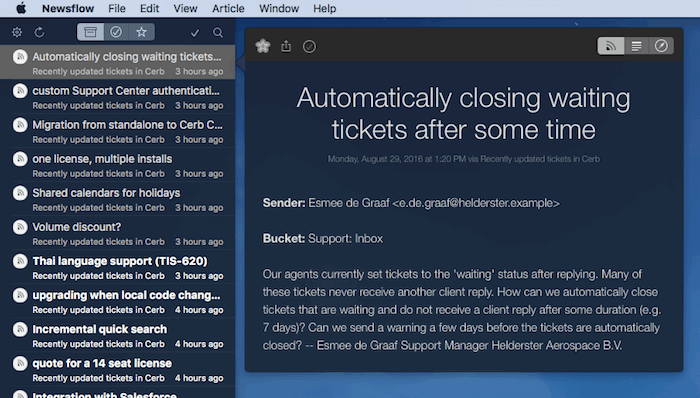 Newsflow File Edit View Article Window Help
Automatically closing waiting tickets...
Recently updated tickets in Cerb 3 hours ago
custom Support Center authenticati...
Recently updated tickets in Cerb 3 hours ago
Migration from standalone to Cerb C...
Recently updated tickets in Cerb 3 hours ago
one license, multiple installs
Recently updated tickets in Cerb 3 hours ago
Shared calendars for holidays
Recently updated tickets in Cerb 3 hours ago
Volume discount?
Recently updated tickets in Cerb 3 hours ago
Thai language support (TIS-620)
Recently updated tickets in Cerb 3 hours ago
upgrading when local code chang...
Recently updated tickets in Cerb 4 hours ago
Incremental quick search
Recently updated tickets in Cerb 4 hours ago
quote for a 14 seat license
Recently updated tickets in Cerb 4 hours ago
Integration with Salesforce
Automatically closing waiting
tickets after some time
Monday, August 29, 2016 at 1:20 PM via Recently updated tickets in Cerb
Sender: Esmee de Graaf <e.de.graaf@helderster.example>
Bucket: Support: Inbox
Our agents currently set tickets to the 'waiting' status after replying. Many of
these tickets never receive another client reply. How can we automatically close
tickets that are waiting and do not receive a client reply after some duration (e.g.
7 days)? Can we send a warning a few days before the tickets are automatically
closed? -- Esmee de Graaf Support Manager Helderster Aerospace B.V.